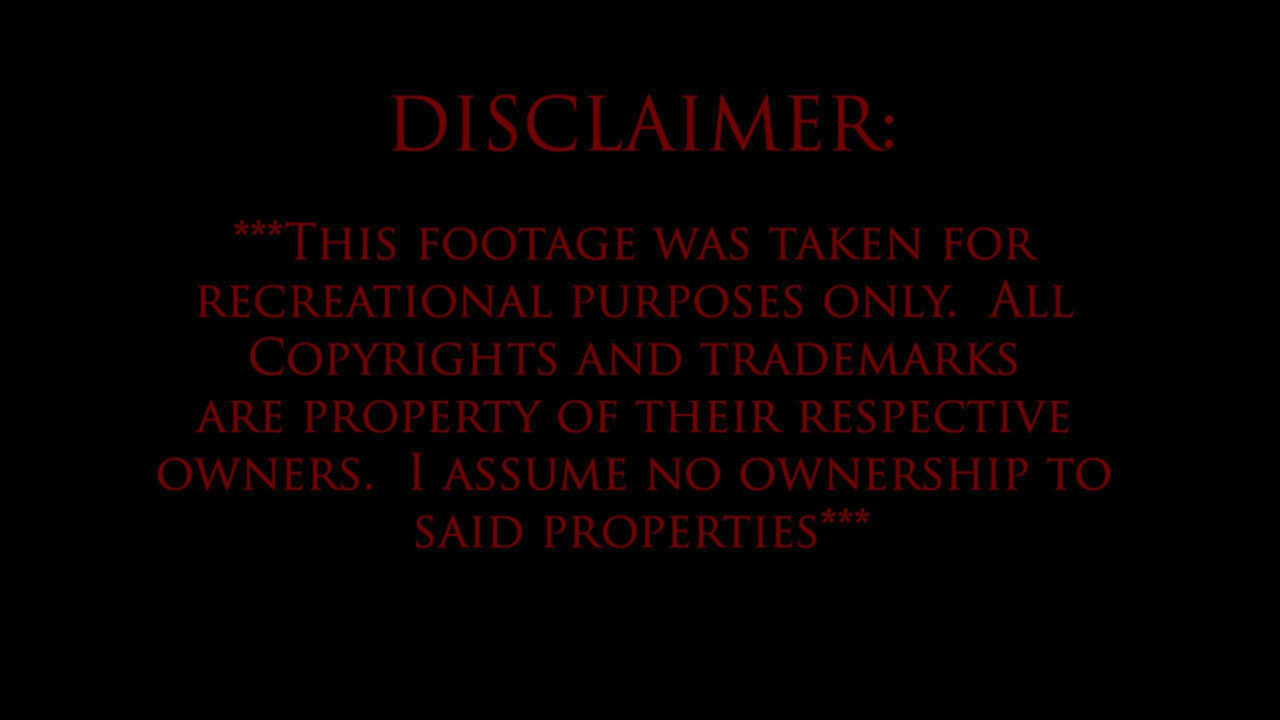 DISCLAIMER:
***This footage was taken for
recreational purposes only.  All
Copyrights and trademarks
are property of their respective
owners.  I assume no ownership to
said properties***